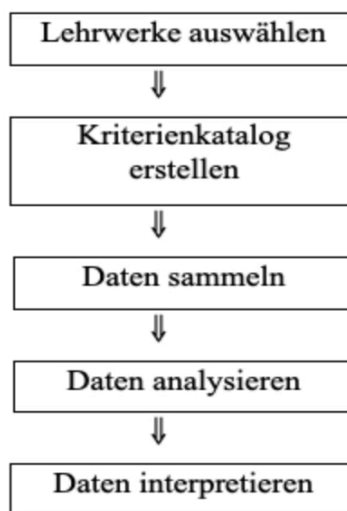 Lehrwerke auswählen
⇓
Kriterienkatalog
erstellen
⇓
Daten sammeln
⇓
Daten analysieren
⇓
Daten interpretieren